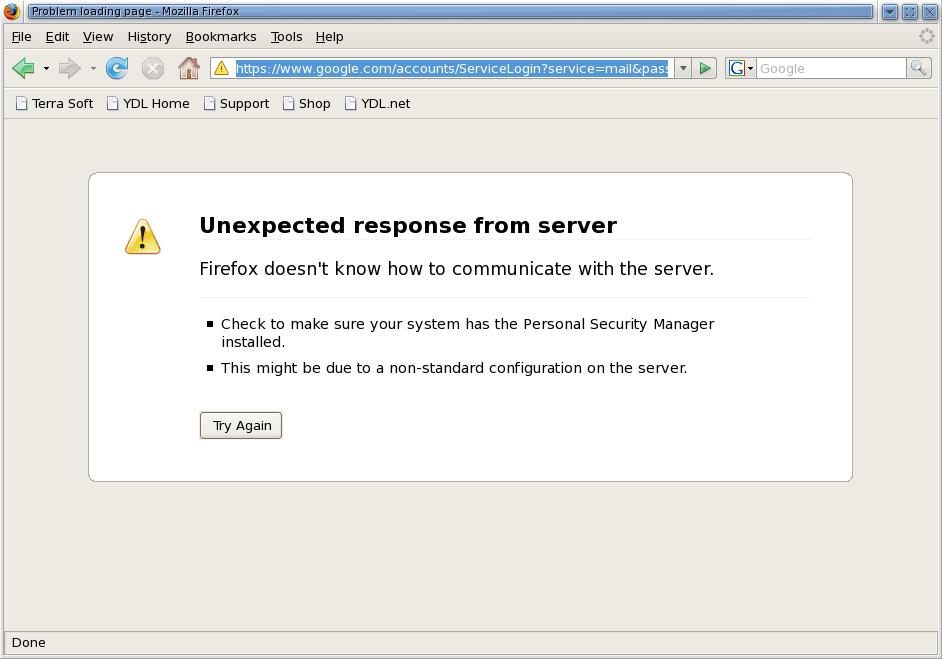 Problem loading page - Mozilla Firefox
File Edit View History Bookmarks Tools Help
https://www.google.com/accounts/ServiceLogin?service=mail&pas
G Google
Terra Soft YDL Home Support Shop YDL.net
Unexpected response from server
Firefox doesn't know how to communicate with the server.
Check to make sure your system has the Personal Security Manager
installed.
This might be due to a non-standard configuration on the server.
Try Again
Done